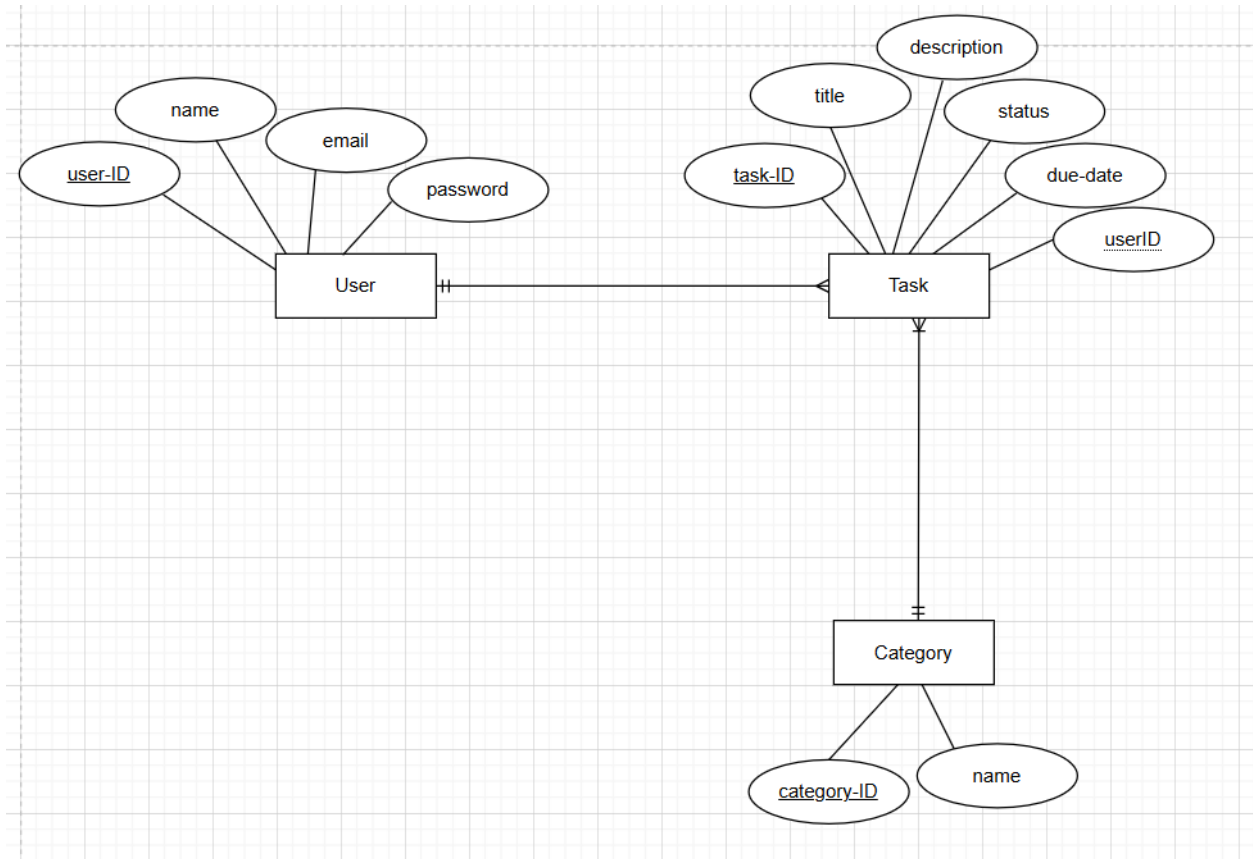 description
title
status
name
email
user-ID
password
task-ID
due-date
userID
User
Task
Category
category-ID
name